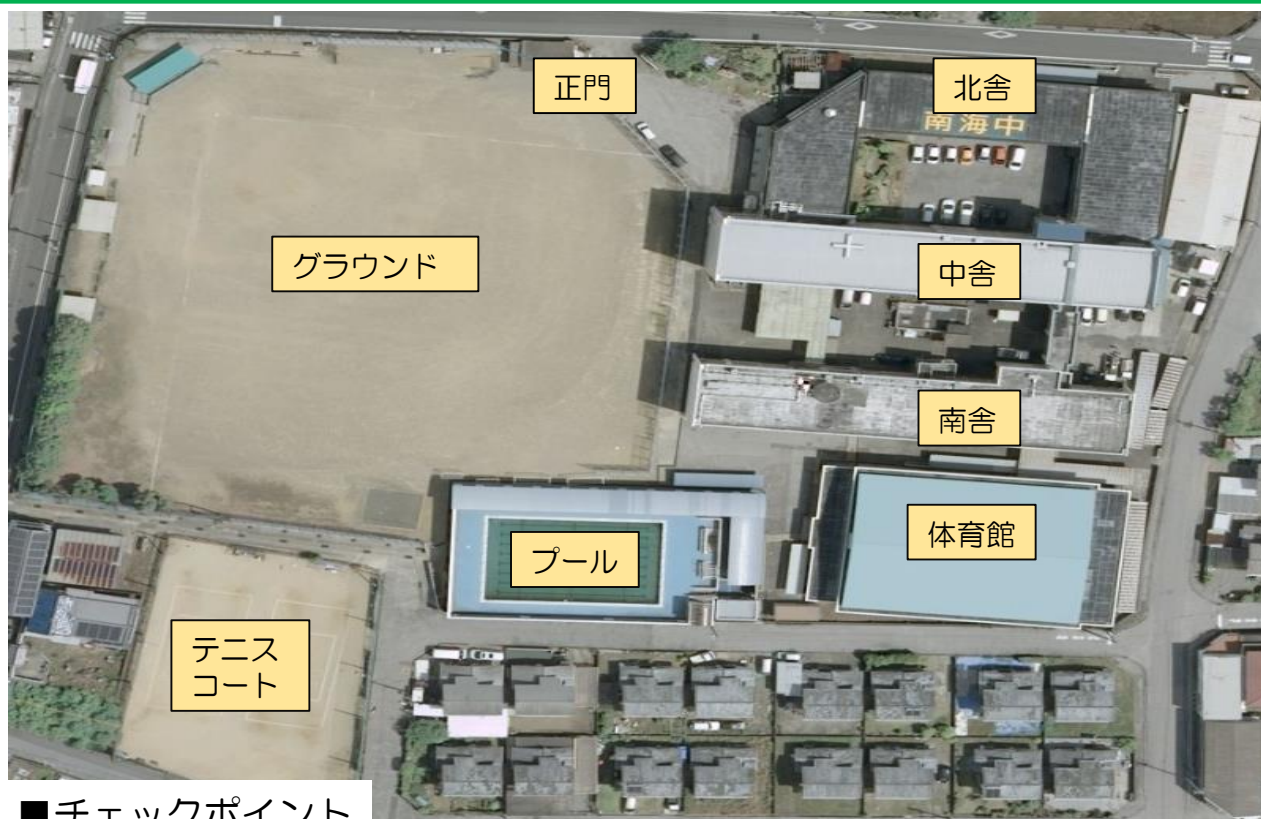 正門
北舎
南海中
グラウンド
中舎
南舎
体育館
プール
テニス
コート
■チェックポイント